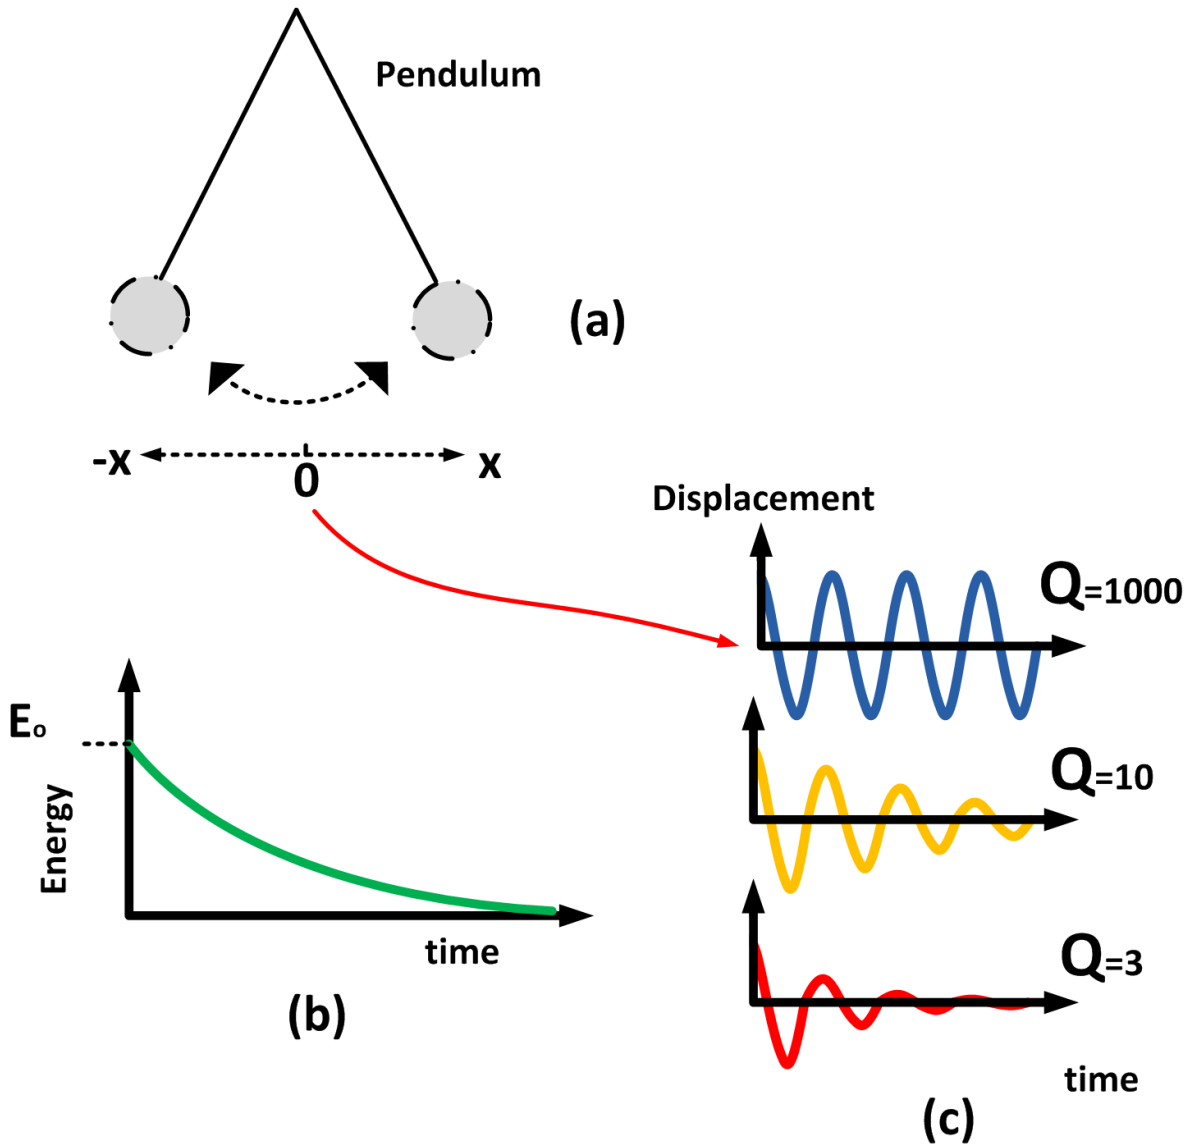 Pendulum
(a)
-x
0
x
Displacement
Q=1000
Eo
Energy
time
(b)
Q=10
Q=3
time
(c)